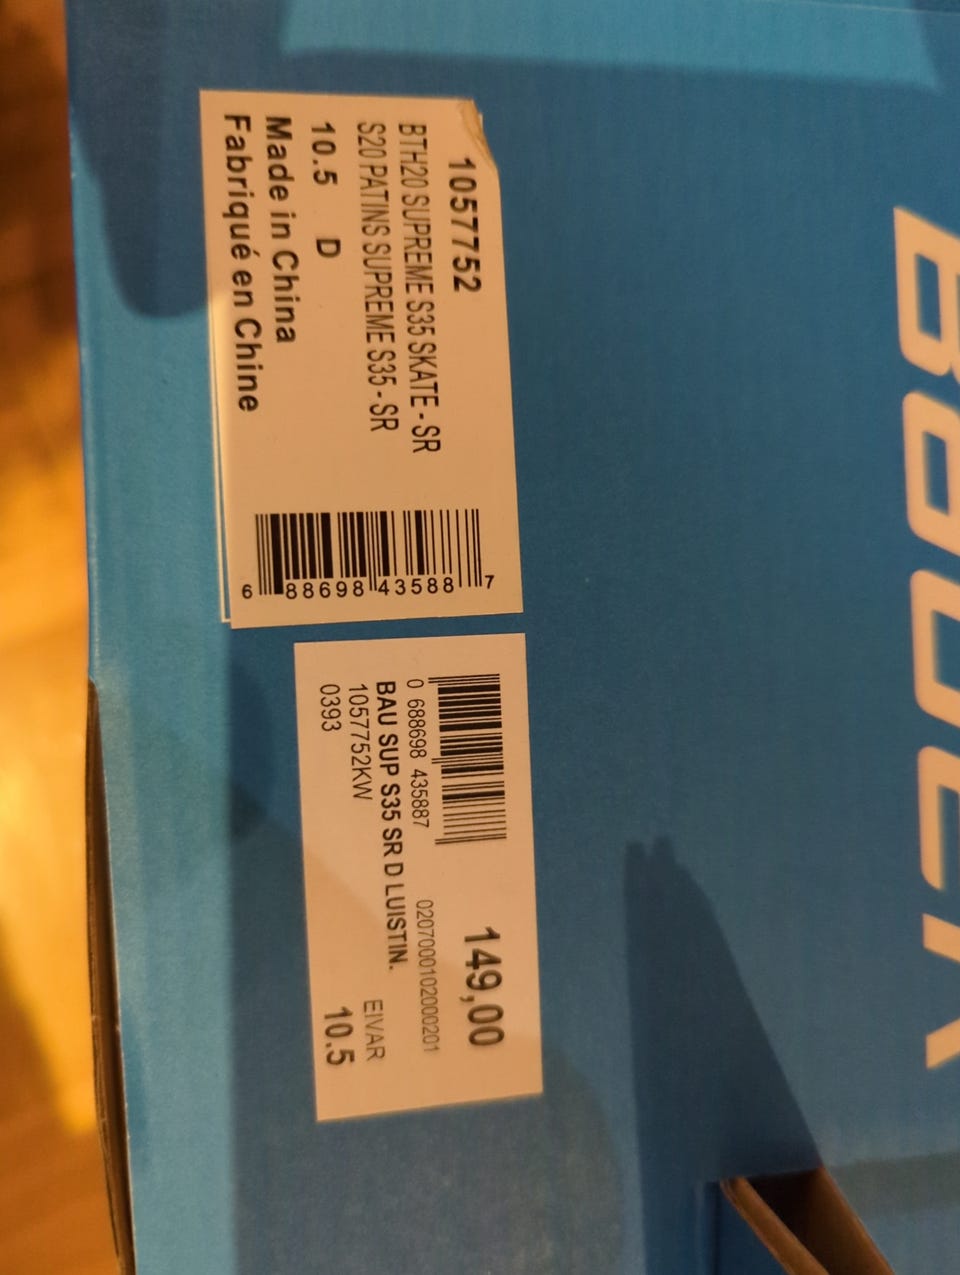 1057752
BTH20 SUPREME S35 SKATE - SR
S20 PATINS SUPREME S35 - SR
10.5 D
Made in China
Fabriqué en Chine
6 88698 43588 7
149,00
0 688698 435887
0207000102000201
BAU SUP S35 SR D LUISTIN.
1057752KW
EIVAR
0393
10.5
BAUER